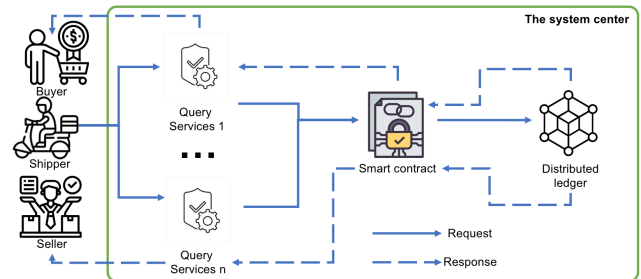 The system center
Buyer
Shipper
Seller
Query
Services 1
Query
Services n
Smart contract
Distributed
ledger
Request
Response